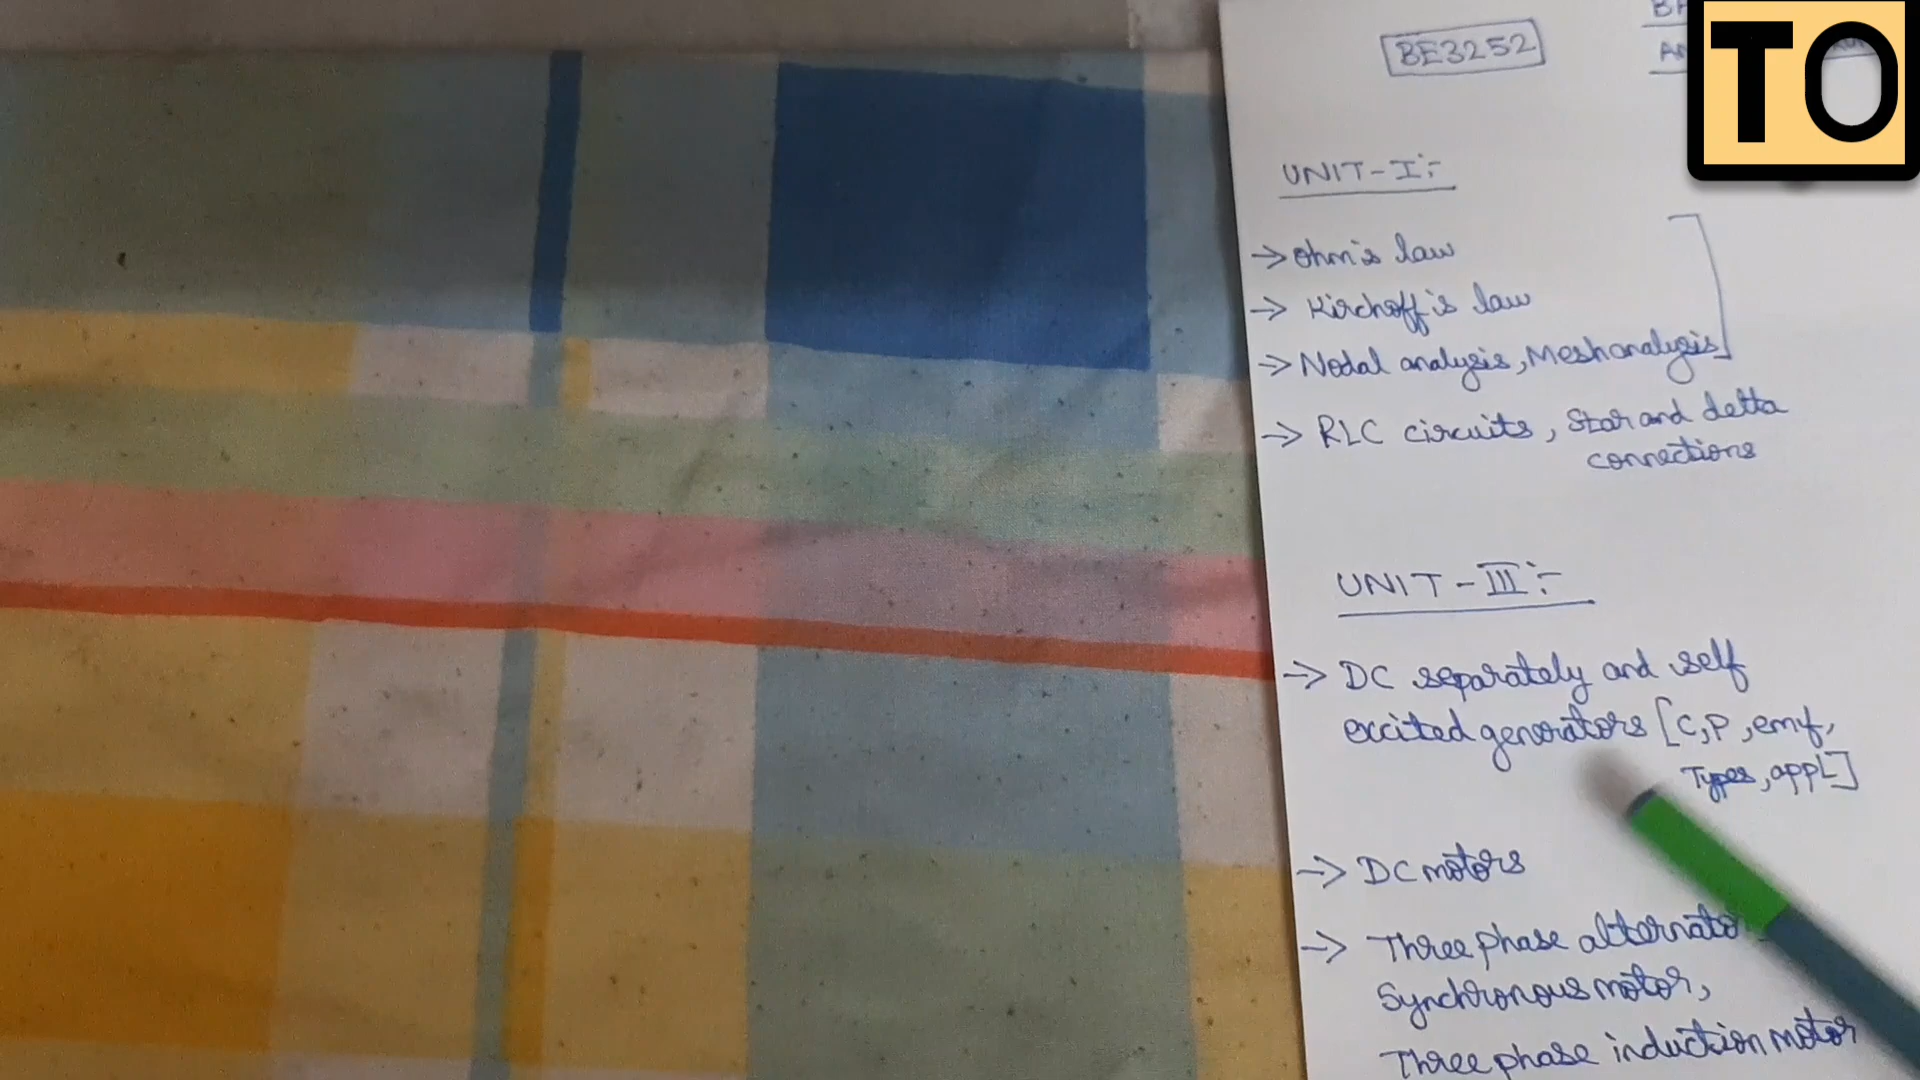 BE3252
TO
UNIT-I:-
→ ohm's law
→ Kirchoff's law
→ Nodal analysis, Mesh analysis
→ RLC circuits, Star and delta
connections
UNIT-III:-
→ DC separately and self
excited generators [C,P, emf,
Types, appl]
→ DC motors
→ Three phase alternator
Synchronous motor,
Three phase induction motor